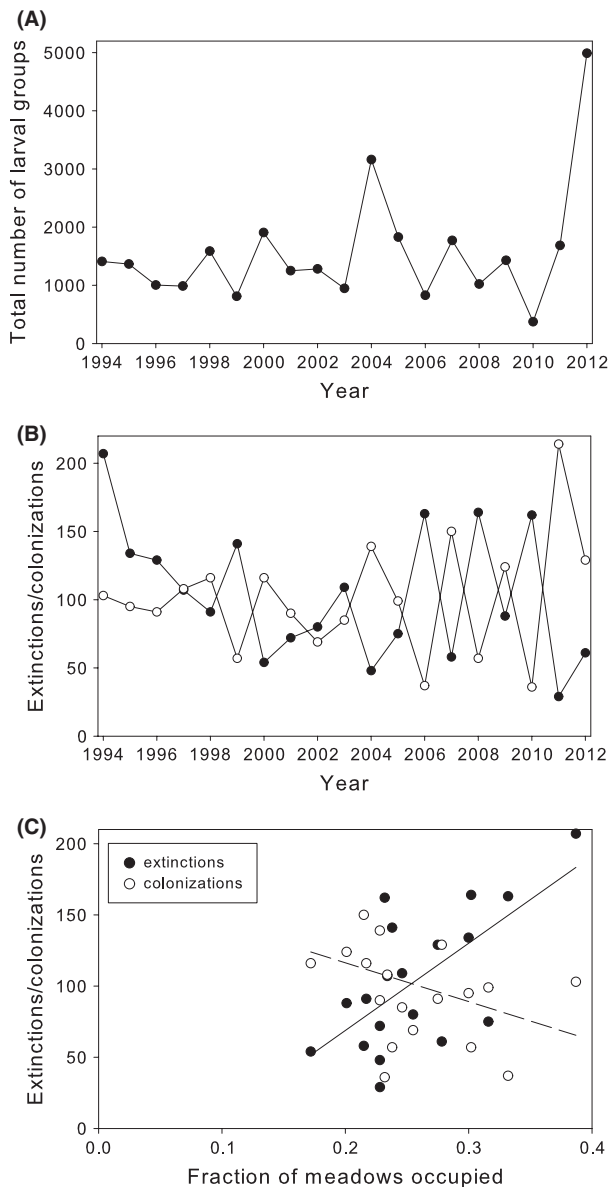 (A)
Total number of larval groups
5000
4000
3000
2000
1000
0
1994 1996 1998 2000 2002 2004 2006 2008 2010 2012
Year
(B)
Extinctions/colonizations
200
150
100
50
0
1994 1996 1998 2000 2002 2004 2006 2008 2010 2012
Year
(C)
Extinctions/colonizations
200
150
100
50
0
extinctions
colonizations
0.0 0.1 0.2 0.3 0.4
Fraction of meadows occupied